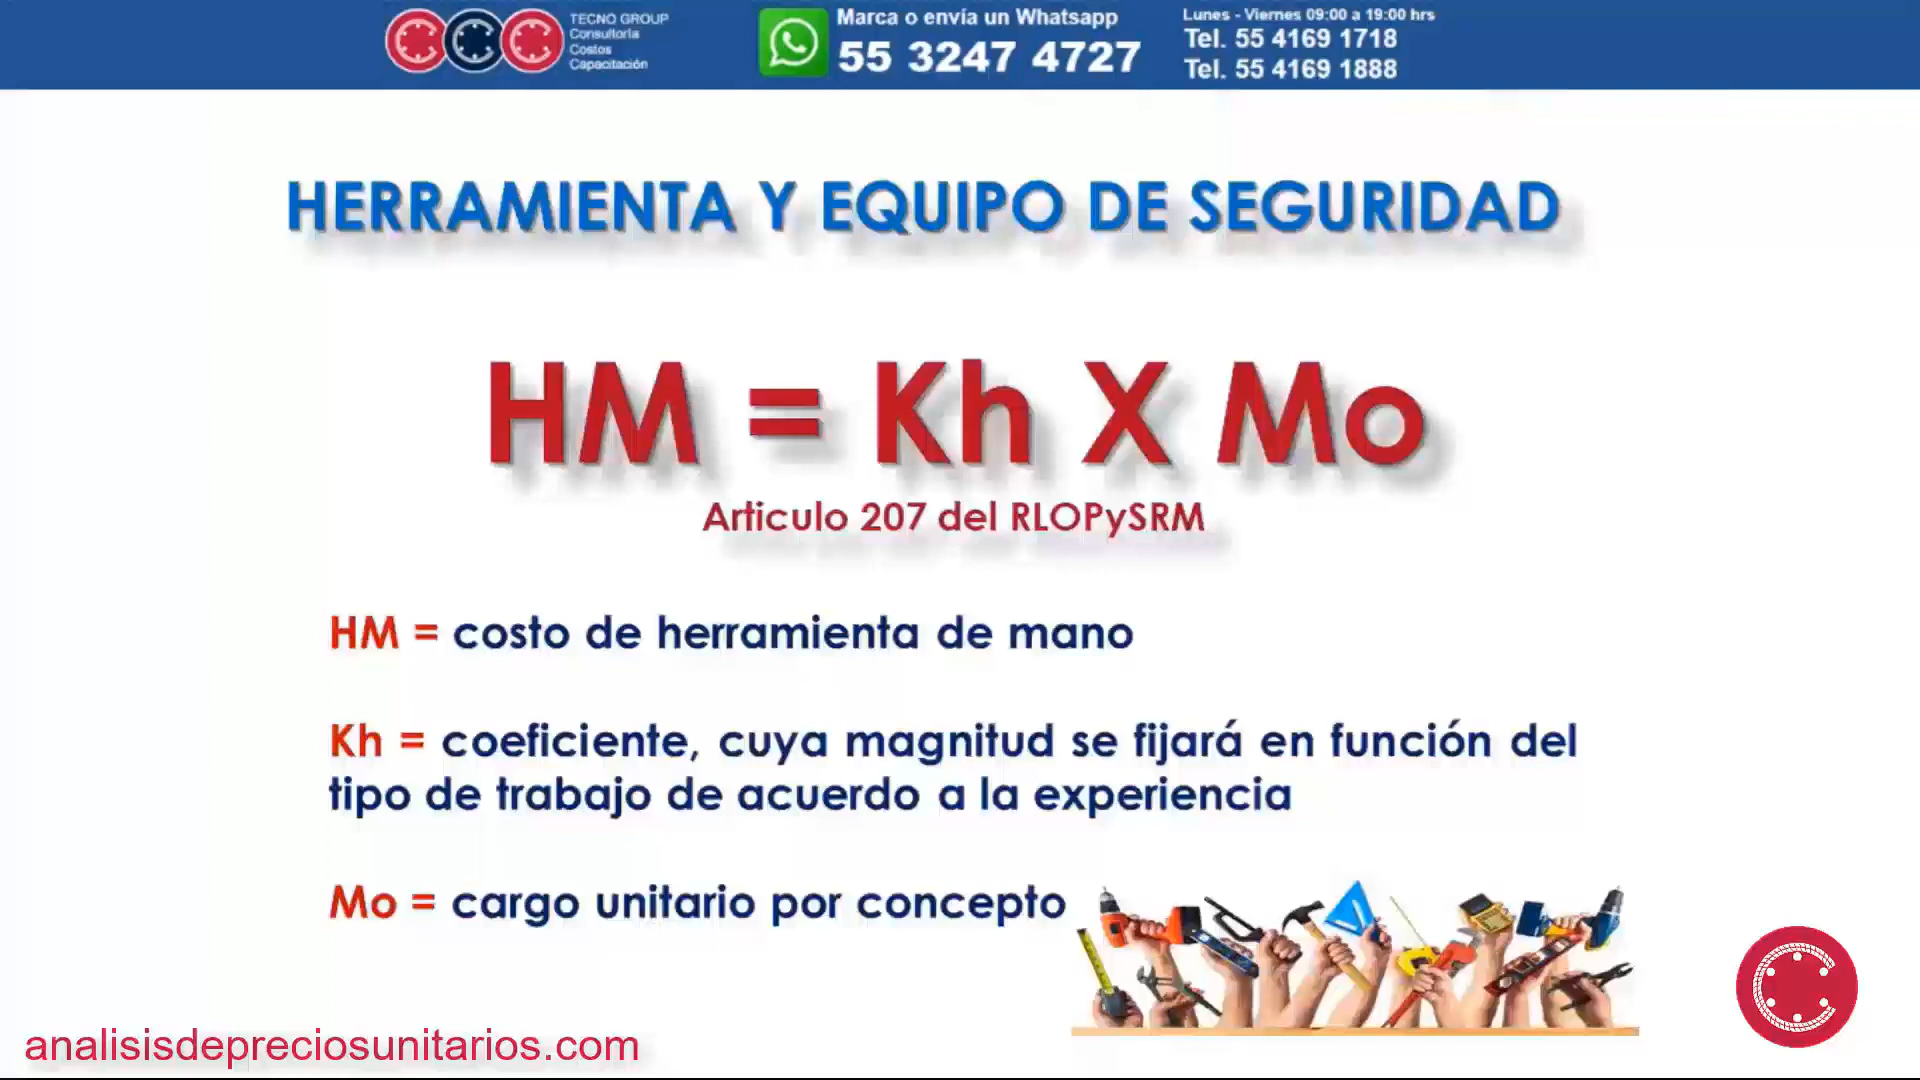 TECNO GROUP
Consultoría
Costos
Capacitación
Marca o envía un Whatsapp
55 3247 4727
Lunes - Viernes 09:00 a 19:00 hrs
Tel. 55 4169 1718
Tel. 55 4169 1888
HERRAMIENTA Y EQUIPO DE SEGURIDAD
HM = Kh X Mo
Articulo 207 del RLOPySRM
HM = costo de herramienta de mano
Kh = coeficiente, cuya magnitud se fijará en función del
tipo de trabajo de acuerdo a la experiencia
Mo = cargo unitario por concepto
analisisdepreciosunitarios.com